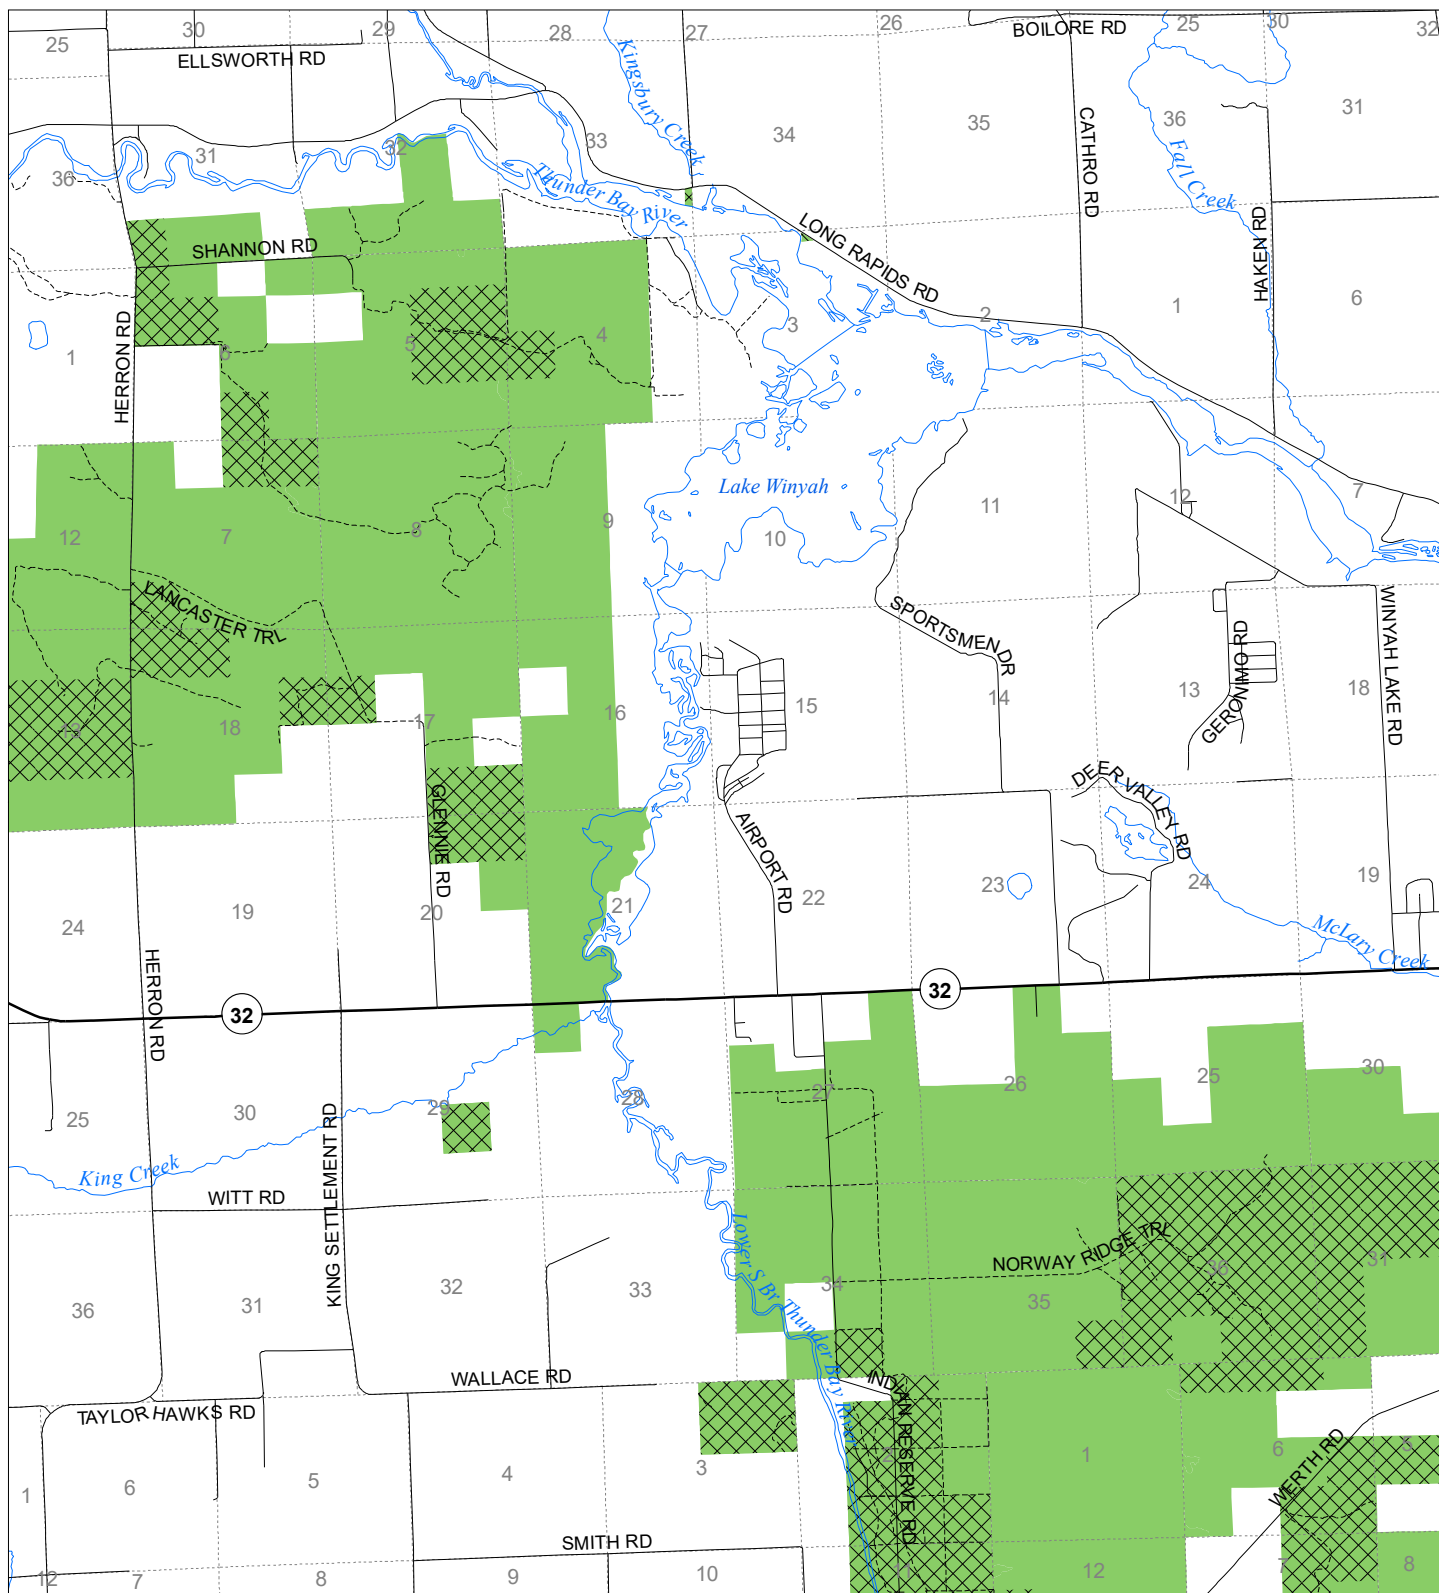 30
29
28
27
26
25
30
32
25
ELLSWORTH RD
BOILORE RD
Kingsbury Creek
31
32
33
34
35
36
31
36
CATHRO RD
Fall Creek
Thunder Bay River
SHANNON RD
LONG RAPIDS RD
HAKEN RD
HERRON RD
1
6
5
4
3
2
1
6
Lake Winyah
12
7
8
9
10
11
12
7
LANCASTER TRL
SPORTSMEN DR
GERONIMO RD
WINYAH LAKE RD
13
18
17
16
15
14
13
18
GLENNIE RD
AIRPORT RD
DEER VALLEY RD
24
19
20
21
22
23
24
19
McLary Creek
HERRON RD
32
32
25
30
29
28
27
26
25
30
King Creek
KING SETTLEMENT RD
WITT RD
Lower S Br Thunder Bay River
NORWAY RIDGE TRL
36
31
32
33
34
35
36
31
WALLACE RD
INDIAN RESERVE RD
TAYLOR HAWKS RD
WERTH RD
1
6
5
4
3
2
1
6
5
SMITH RD
12
7
8
9
10
11
12
7
8